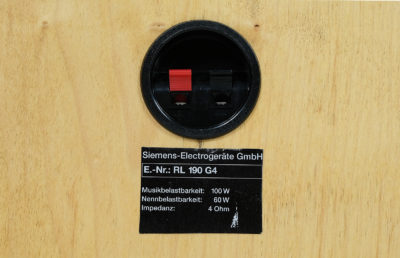 Siemens-Electrogeräte GmbH
E.-Nr.: RL 190 G4
Musikbelastbarkeit: 100 W
Nennbelastbarkeit: 60 W
Impedanz: 4 Ohm